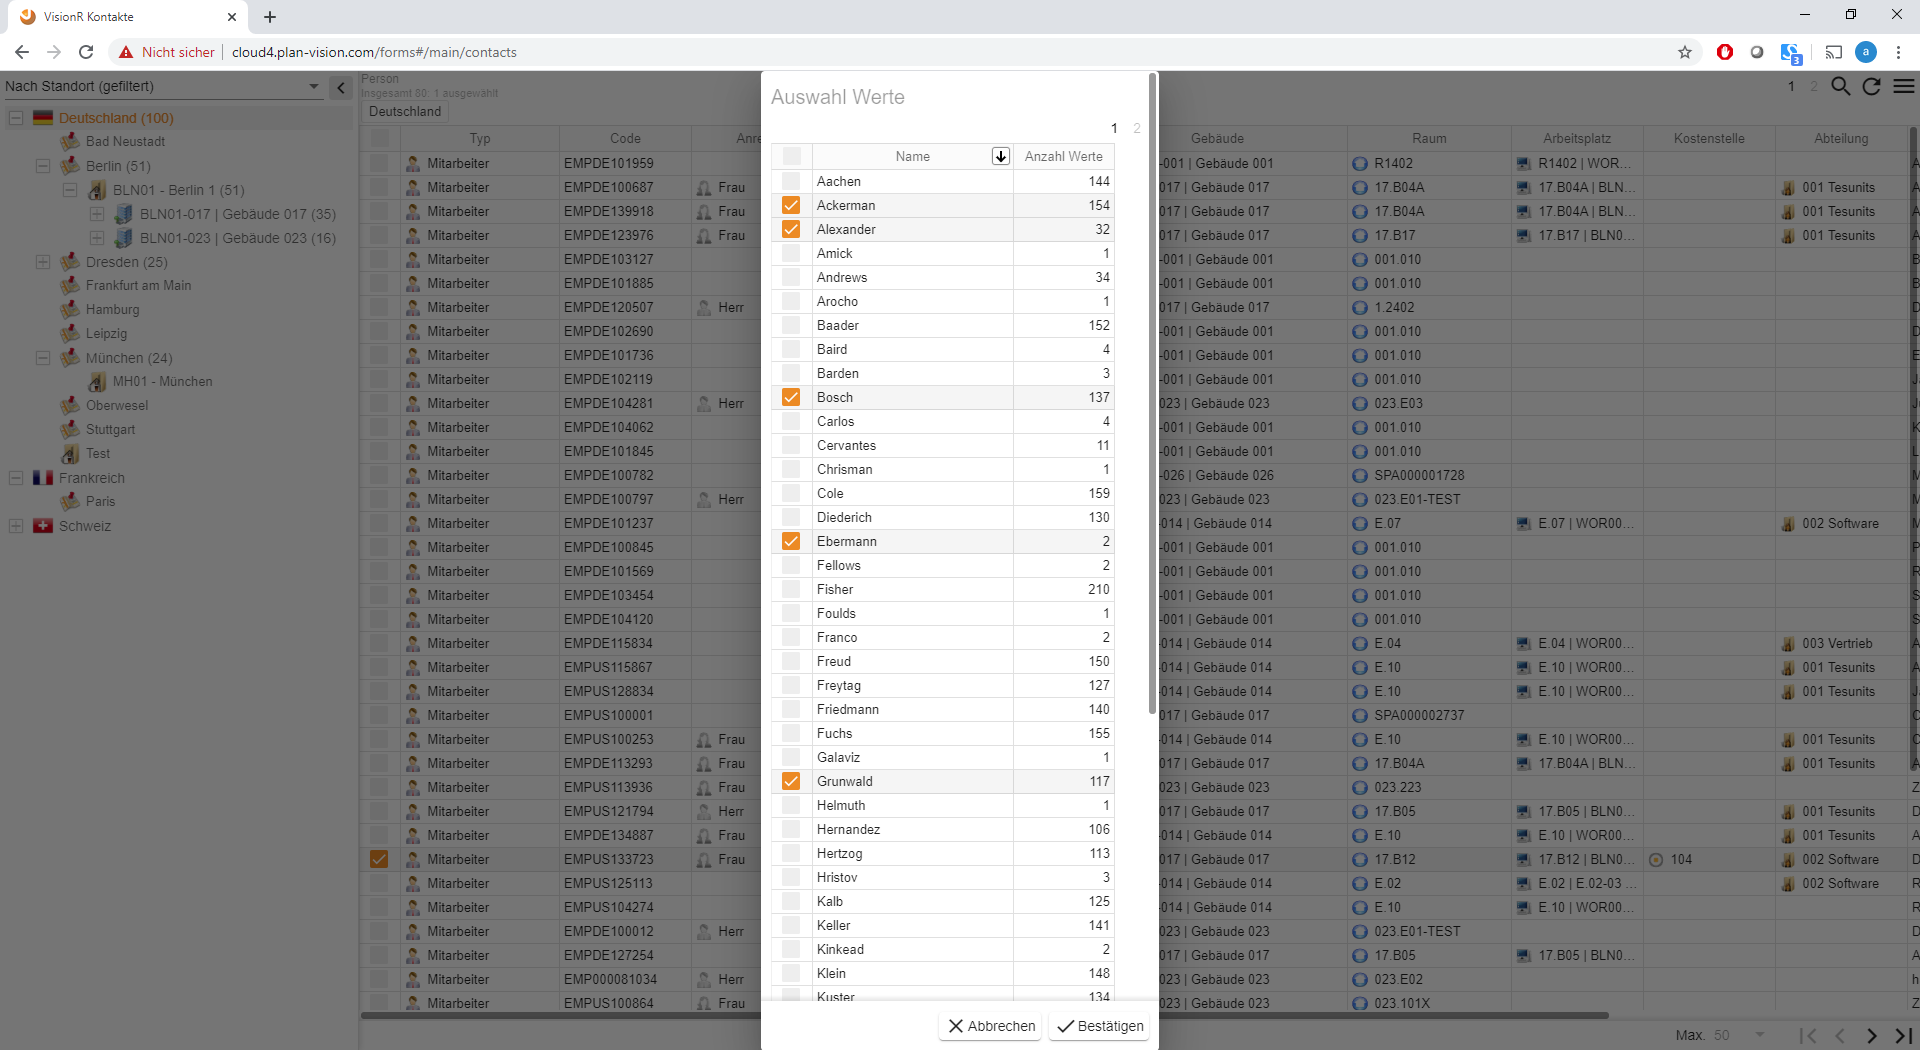 VisionR Kontakte
Nicht sicher | cloud4.plan-vision.com/forms#/main/contacts
a
3
Nach Standort (gefiltert)
Deutschland (100)
Bad Neustadt
Berlin (51)
BLN01 - Berlin 1 (51)
BLN01-017 | Gebäude 017 (35)
BLN01-023 | Gebäude 023 (16)
Dresden (25)
Frankfurt am Main
Hamburg
Leipzig
München (24)
MH01 - München
Oberwesel
Stuttgart
Test
Frankreich
Paris
Schweiz
Person
Insgesamt 80: 1 ausgewählt
Deutschland
1 2
Typ Code Anre Gebäude Raum Arbeitsplatz Kostenstelle Abteilung
Mitarbeiter EMPDE101959 -001 | Gebäude 001 R1402 R1402 | WOR...
Mitarbeiter EMPDE100687 Frau 017 | Gebäude 017 17.B04A 17.B04A | BLN... 001 Tesunits
Mitarbeiter EMPDE139918 Frau 017 | Gebäude 017 17.B04A 17.B04A | BLN... 001 Tesunits
Mitarbeiter EMPDE123976 Frau 017 | Gebäude 017 17.B17 17.B17 | BLN0... 001 Tesunits
Mitarbeiter EMPDE103127 -001 | Gebäude 001 001.010
Mitarbeiter EMPDE101885 -001 | Gebäude 001 001.010
Mitarbeiter EMPDE120507 Herr 017 | Gebäude 017 1.2402
Mitarbeiter EMPDE102690 -001 | Gebäude 001 001.010
Mitarbeiter EMPDE101736 -001 | Gebäude 001 001.010
Mitarbeiter EMPDE102119 -001 | Gebäude 001 001.010
Mitarbeiter EMPDE104281 Herr 023 | Gebäude 023 023.E03
Mitarbeiter EMPDE104062 -001 | Gebäude 001 001.010
Mitarbeiter EMPDE101845 -001 | Gebäude 001 001.010
Mitarbeiter EMPDE100782 -026 | Gebäude 026 SPA000001728
Mitarbeiter EMPDE100797 Herr 023 | Gebäude 023 023.E01-TEST
Mitarbeiter EMPDE101237 -014 | Gebäude 014 E.07 E.07 | WOR00... 002 Software
Mitarbeiter EMPDE100845 -001 | Gebäude 001 001.010
Mitarbeiter EMPDE101569 -001 | Gebäude 001 001.010
Mitarbeiter EMPDE103454 -001 | Gebäude 001 001.010
Mitarbeiter EMPDE104120 -001 | Gebäude 001 001.010
Mitarbeiter EMPDE115834 -014 | Gebäude 014 E.04 E.04 | WOR00... 003 Vertrieb
Mitarbeiter EMPUS115867 -014 | Gebäude 014 E.10 E.10 | WOR00... 001 Tesunits
Mitarbeiter EMPUS128834 -014 | Gebäude 014 E.10 E.10 | WOR00... 001 Tesunits
Mitarbeiter EMPUS100001 017 | Gebäude 017 SPA000002737
Mitarbeiter EMPUS100253 Frau -014 | Gebäude 014 E.10 E.10 | WOR00... 001 Tesunits
Mitarbeiter EMPDE113293 Frau 017 | Gebäude 017 17.B04A 17.B04A | BLN... 001 Tesunits
Mitarbeiter EMPUS113936 Frau 023 | Gebäude 023 023.223
Mitarbeiter EMPUS121794 Herr 017 | Gebäude 017 17.B05 17.B05 | BLN0... 001 Tesunits
Mitarbeiter EMPDE134887 Frau -014 | Gebäude 014 E.10 E.10 | WOR00... 001 Tesunits
Mitarbeiter EMPUS133723 Frau 017 | Gebäude 017 17.B12 17.B12 | BLN0... 104 002 Software
Mitarbeiter EMPUS125113 -014 | Gebäude 014 E.02 E.02 | E.02-03 ... 002 Software
Mitarbeiter EMPUS104274 -014 | Gebäude 014 E.10 E.10 | WOR00...
Mitarbeiter EMPDE100012 Herr 023 | Gebäude 023 023.E01-TEST
Mitarbeiter EMPDE127254 017 | Gebäude 017 17.B05 17.B05 | BLN0...
Mitarbeiter EMP000081034 Herr 023 | Gebäude 023 023.E02
Mitarbeiter EMPUS100864 Frau 023 | Gebäude 023 023.101X
Max. 50
Auswahl Werte
1 2
Name Anzahl Werte
Aachen 144
Ackerman 154
Alexander 32
Amick 1
Andrews 34
Arocho 1
Baader 152
Baird 4
Barden 3
Bosch 137
Carlos 4
Cervantes 11
Chrisman 1
Cole 159
Diederich 130
Ebermann 2
Fellows 2
Fisher 210
Foulds 1
Franco 2
Freud 150
Freytag 127
Friedmann 140
Fuchs 155
Galaviz 1
Grunwald 117
Helmuth 1
Hernandez 106
Hertzog 113
Hristov 3
Kalb 125
Keller 141
Kinkead 2
Klein 148
Kuster 134
Abbrechen Bestätigen